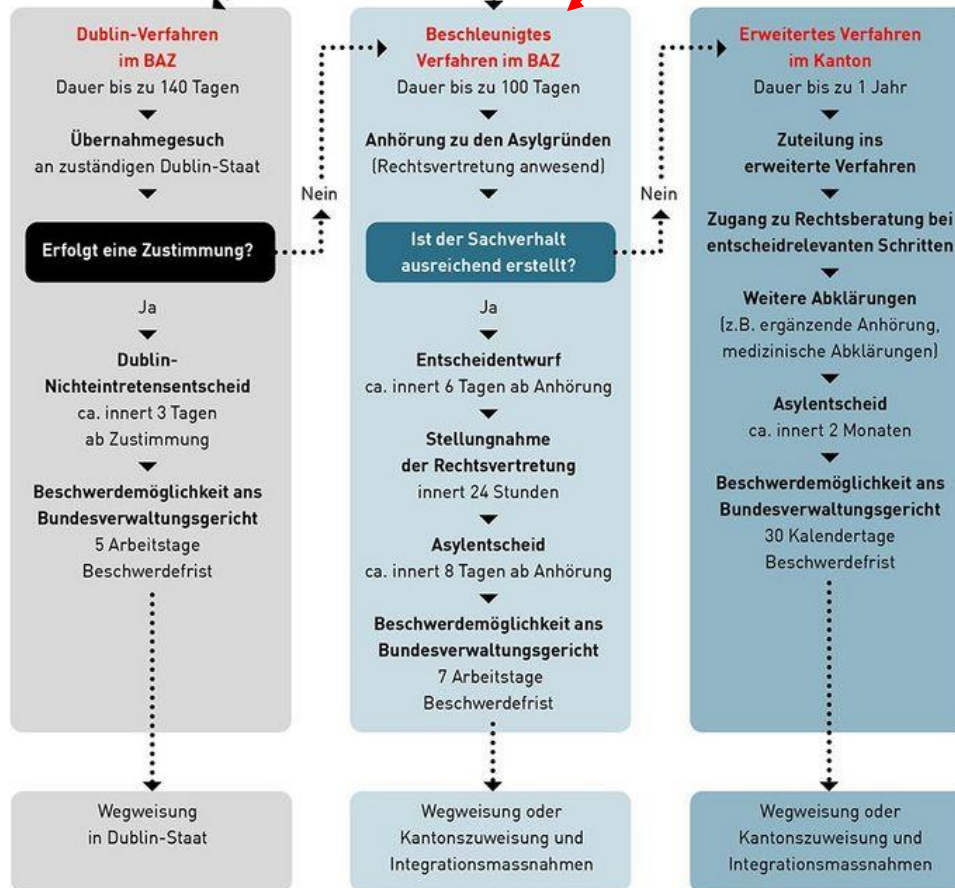 Dublin-Verfahren
im BAZ
Dauer bis zu 140 Tagen
Übernahmegesuch
an zuständigen Dublin-Staat
Erfolgt eine Zustimmung?
Nein
Ja
Dublin-
Nichteintretensentscheid
ca. innert 3 Tagen
ab Zustimmung
Beschwerdemöglichkeit ans
Bundesverwaltungsgericht
5 Arbeitstage
Beschwerdefrist
Wegweisung
in Dublin-Staat
Beschleunigtes
Verfahren im BAZ
Dauer bis zu 100 Tagen
Anhörung zu den Asylgründen
(Rechtsvertretung anwesend)
Ist der Sachverhalt
ausreichend erstellt?
Nein
Ja
Entscheidentwurf
ca. innert 6 Tagen ab Anhörung
Stellungnahme
der Rechtsvertretung
innert 24 Stunden
Asylentscheid
ca. innert 8 Tagen ab Anhörung
Beschwerdemöglichkeit ans
Bundesverwaltungsgericht
7 Arbeitstage
Beschwerdefrist
Wegweisung oder
Kantonszuweisung und
Integrationsmassnahmen
Erweitertes Verfahren
im Kanton
Dauer bis zu 1 Jahr
Zuteilung ins
erweiterte Verfahren
Zugang zu Rechtsberatung bei
entscheidrelevanten Schritten
Weitere Abklärungen
(z.B. ergänzende Anhörung,
medizinische Abklärungen)
Asylentscheid
ca. innert 2 Monaten
Beschwerdemöglichkeit ans
Bundesverwaltungsgericht
30 Kalendertage
Beschwerdefrist
Wegweisung oder
Kantonszuweisung und
Integrationsmassnahmen